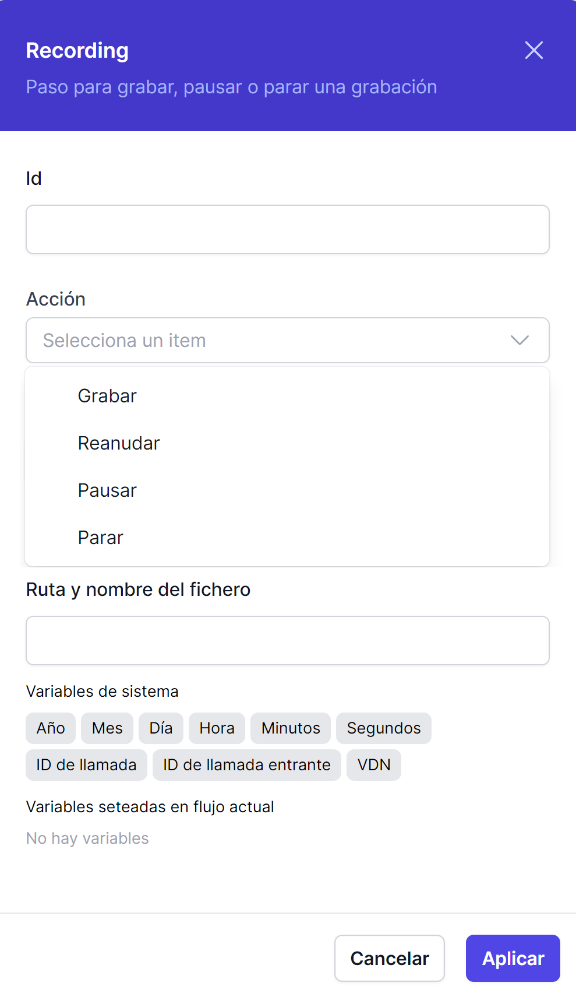 Recording
Paso para grabar, pausar o parar una grabación
Id
Acción
Selecciona un item
Grabar
Reanudar
Pausar
Parar
Ruta y nombre del fichero
Variables de sistema
Año Mes Día Hora Minutos Segundos
ID de llamada ID de llamada entrante VDN
Variables seteadas en flujo actual
No hay variables
Cancelar Aplicar